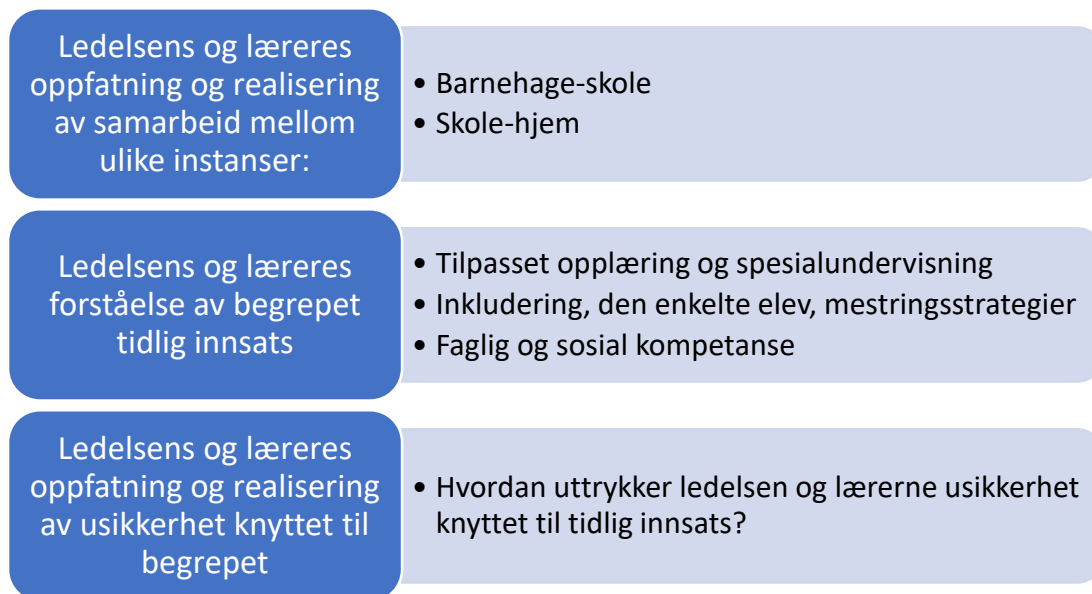 Ledelsens og læreres
oppfatning og realisering
av samarbeid mellom
ulike instanser:
• Barnehage-skole
• Skole-hjem
Ledelsens og læreres
forståelse av begrepet
tidlig innsats
• Tilpasset opplæring og spesialundervisning
• Inkludering, den enkelte elev, mestringsstrategier
• Faglig og sosial kompetanse
Ledelsens og læreres
oppfatning og realisering
av usikkerhet knyttet til
begrepet
• Hvordan uttrykker ledelsen og lærerne usikkerhet
knyttet til tidlig innsats?